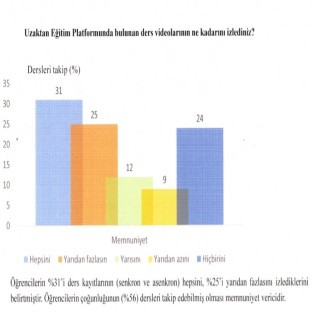 Uzaktan Eğitim Platformunda bulunan ders videolarının ne kadarını izlediniz?
Dersleri takip (%)
35
30
25
20
15
10
5
0
31
25
12
9
24
Memnuniyet
Hepsini Yarıdan fazlasın Yarısını Yarıdan azını Hiçbirini
Öğrencilerin %31'i ders kayıtlarının (senkron ve asenkron) hepsini, %25'i yarıdan fazlasını izlediklerini
belirtmiştir. Öğrencilerin çoğunluğunun (%56) dersleri takip edebilmiş olması memnuniyet vericidir.